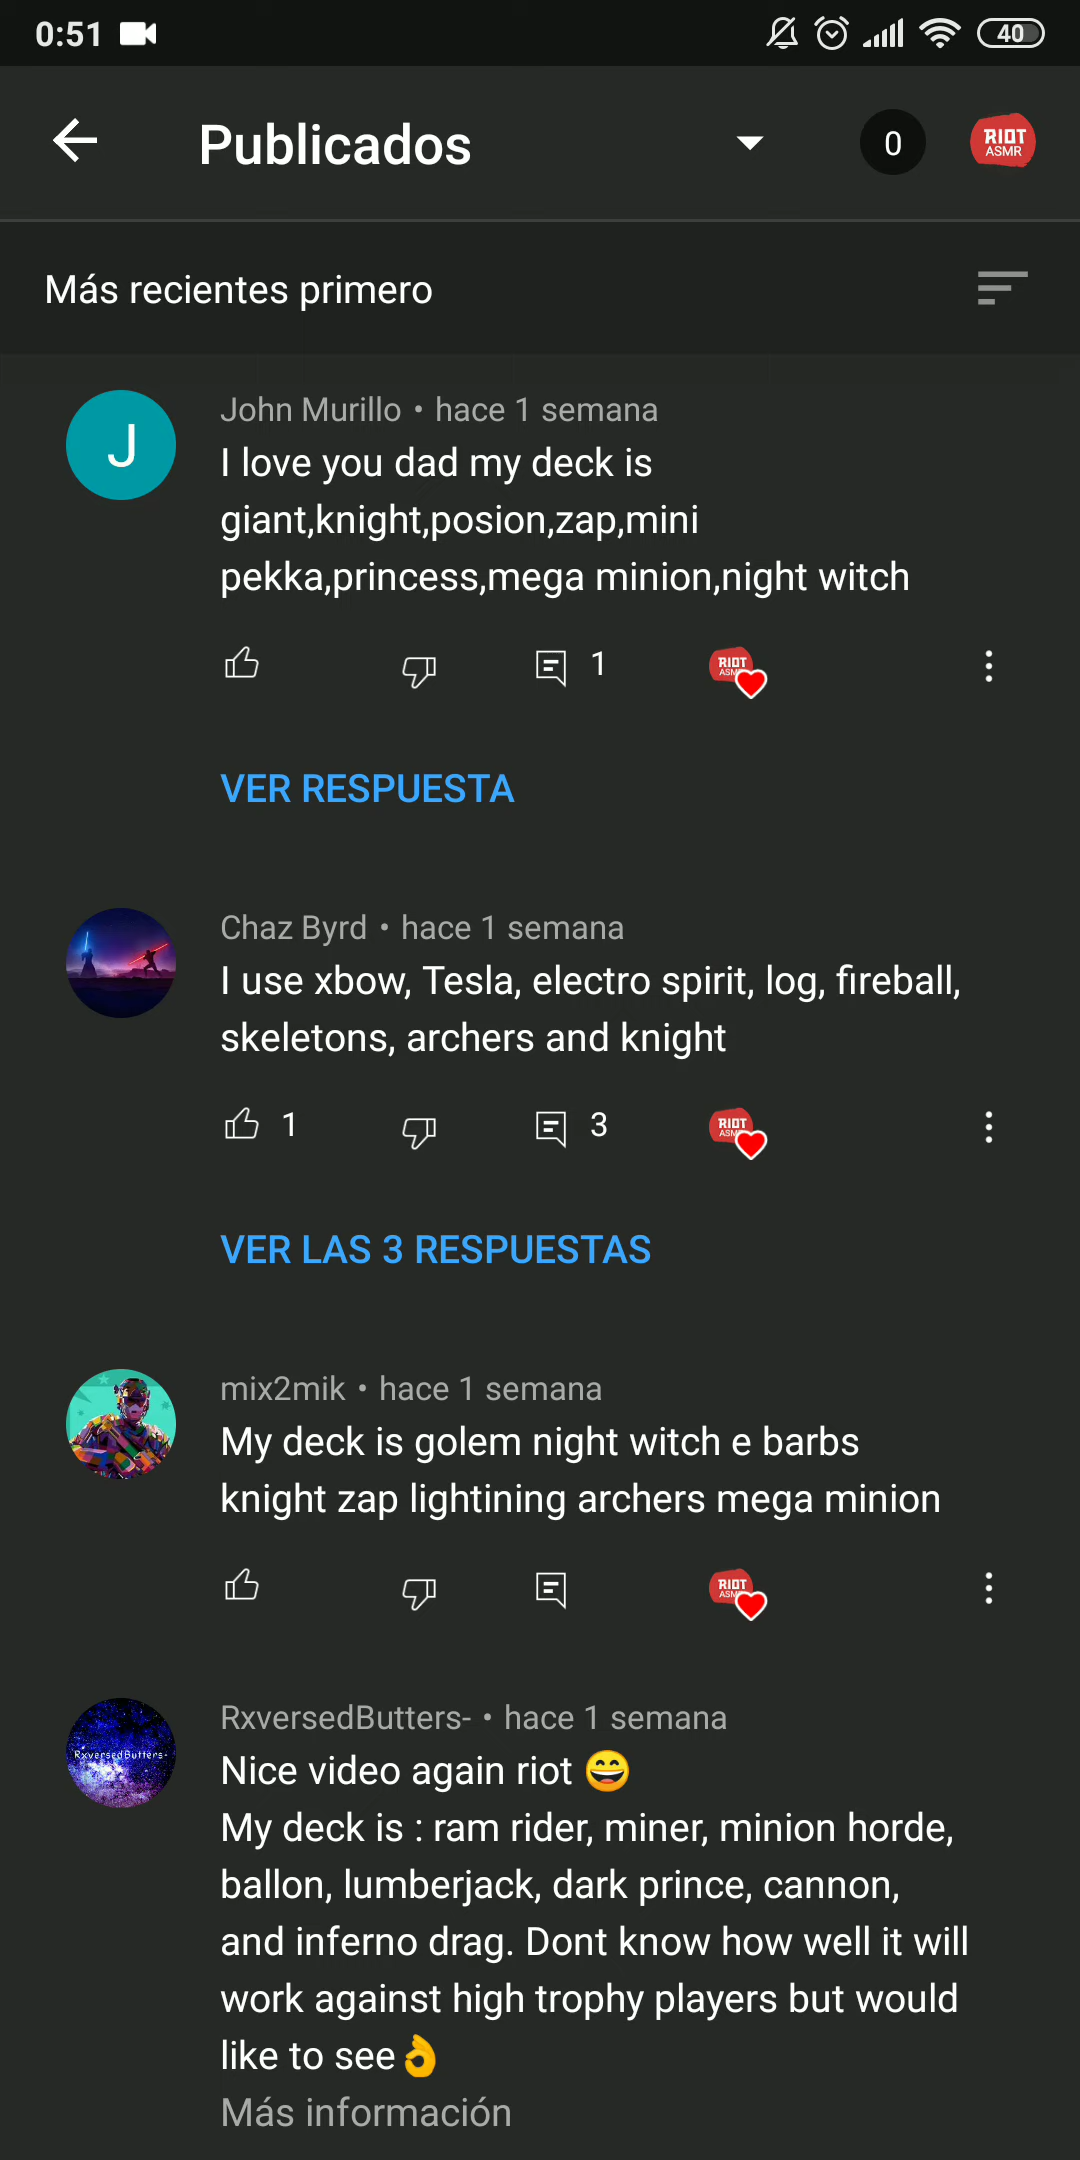 0:51
40
Publicados
0
RIOT
ASMR
Más recientes primero
J
John Murillo • hace 1 semana
I love you dad my deck is
giant,knight,posion,zap,mini
pekka,princess,mega minion,night witch
1
RIOT
ASMR
VER RESPUESTA
Chaz Byrd • hace 1 semana
I use xbow, Tesla, electro spirit, log, fireball,
skeletons, archers and knight
1
3
RIOT
ASMR
VER LAS 3 RESPUESTAS
mix2mik • hace 1 semana
My deck is golem night witch e barbs
knight zap lightining archers mega minion
RIOT
ASMR
RxversedButters-
RxversedButters- • hace 1 semana
Nice video again riot 😄
My deck is : ram rider, miner, minion horde,
ballon, lumberjack, dark prince, cannon,
and inferno drag. Dont know how well it will
work against high trophy players but would
like to see👌
Más información